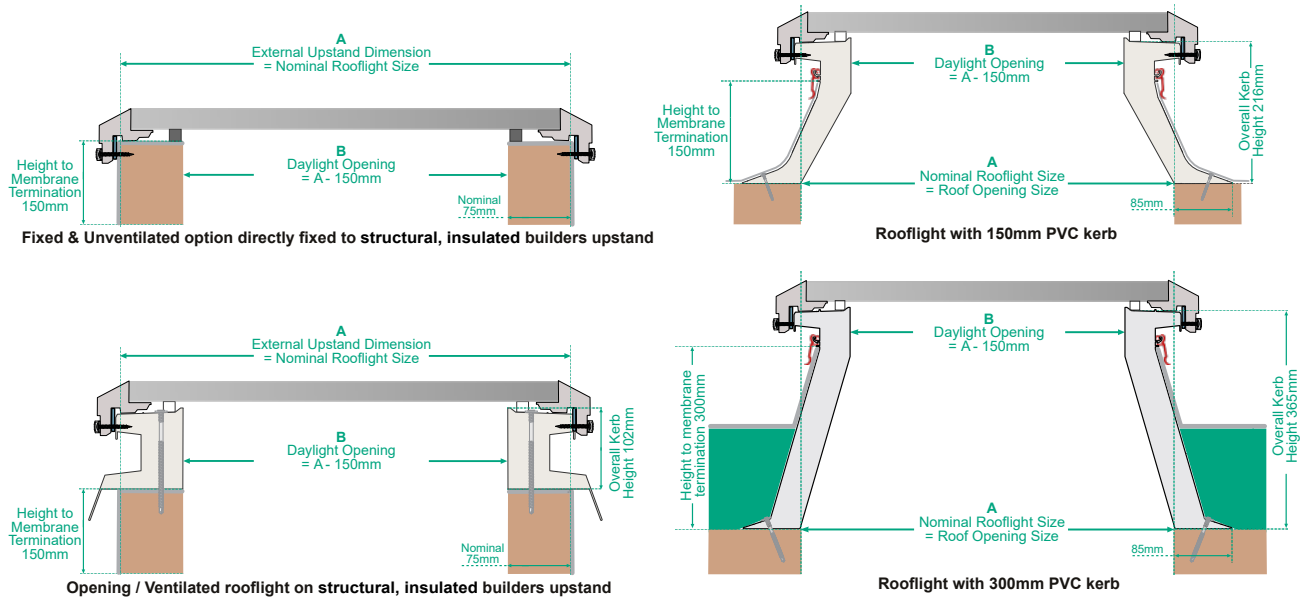 A
External Upstand Dimension
= Nominal Rooflight Size
B
Daylight Opening
= A - 150mm
Height to
Membrane
Termination
150mm
Nominal
75mm
Fixed & Unventilated option directly fixed to structural, insulated builders upstand
B
Daylight Opening
= A - 150mm
Height to
Membrane
Termination
150mm
Overall Kerb
Height 216mm
A
Nominal Rooflight Size
= Roof Opening Size
85mm
Rooflight with 150mm PVC kerb
A
External Upstand Dimension
= Nominal Rooflight Size
B
Daylight Opening
= A - 150mm
Overall Kerb
Height 102mm
Height to
Membrane
Termination
150mm
Nominal
75mm
Opening / Ventilated rooflight on structural, insulated builders upstand
B
Daylight Opening
= A - 150mm
Height to membrane
termination 300mm
Overall Kerb
Height 365mm
A
Nominal Rooflight Size
= Roof Opening Size
85mm
Rooflight with 300mm PVC kerb